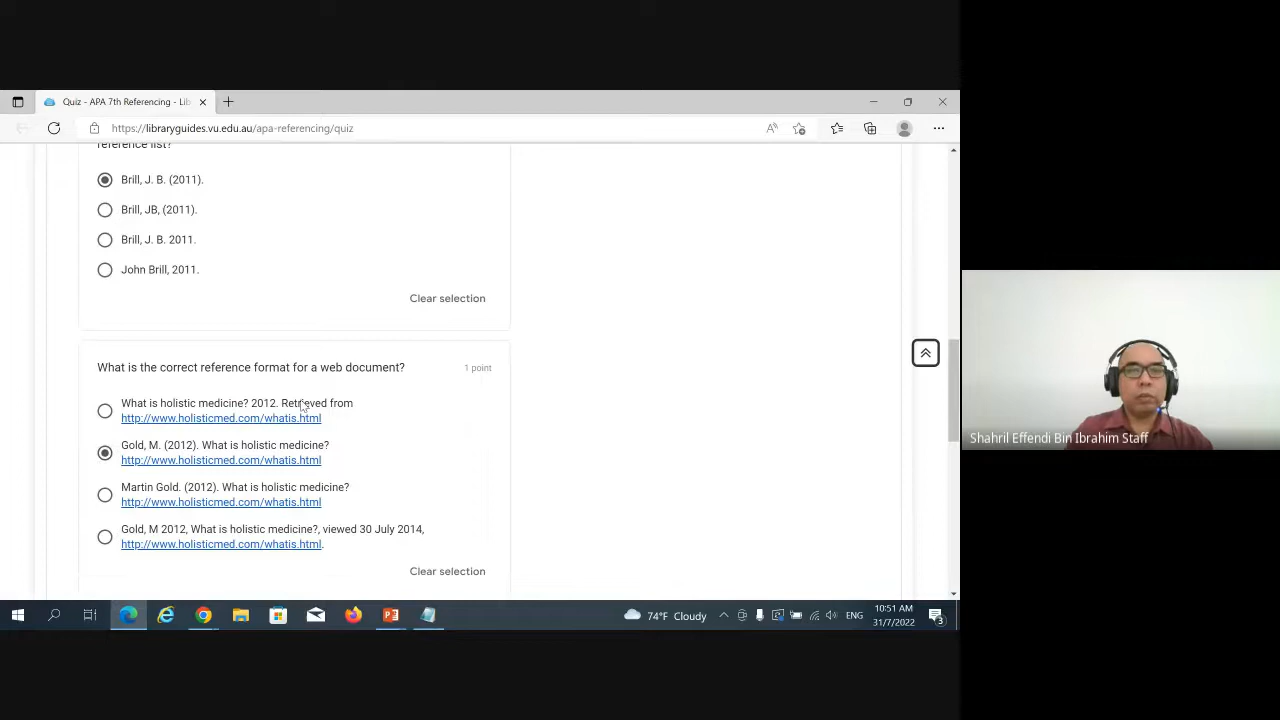 Quiz - APA 7th Referencing - Lib
https://libraryguides.vu.edu.au/apa-referencing/quiz
reference list?
Brill, J. B. (2011).
Brill, JB, (2011).
Brill, J. B. 2011.
John Brill, 2011.
Clear selection
What is the correct reference format for a web document?
1 point
What is holistic medicine? 2012. Retrieved from
http://www.holisticmed.com/whatis.html
Gold, M. (2012). What is holistic medicine?
http://www.holisticmed.com/whatis.html
Martin Gold. (2012). What is holistic medicine?
http://www.holisticmed.com/whatis.html
Gold, M 2012, What is holistic medicine?, viewed 30 July 2014,
http://www.holisticmed.com/whatis.html.
Clear selection
Shahril Effendi Bin Ibrahim Staff
74°F Cloudy
ENG
10:51 AM
31/7/2022
3